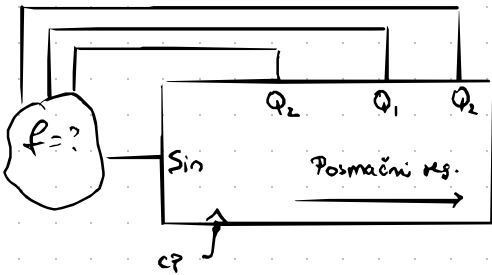 Q₂ Q₁ Q₂
f=?
Sin
Posmačni reg.
CP